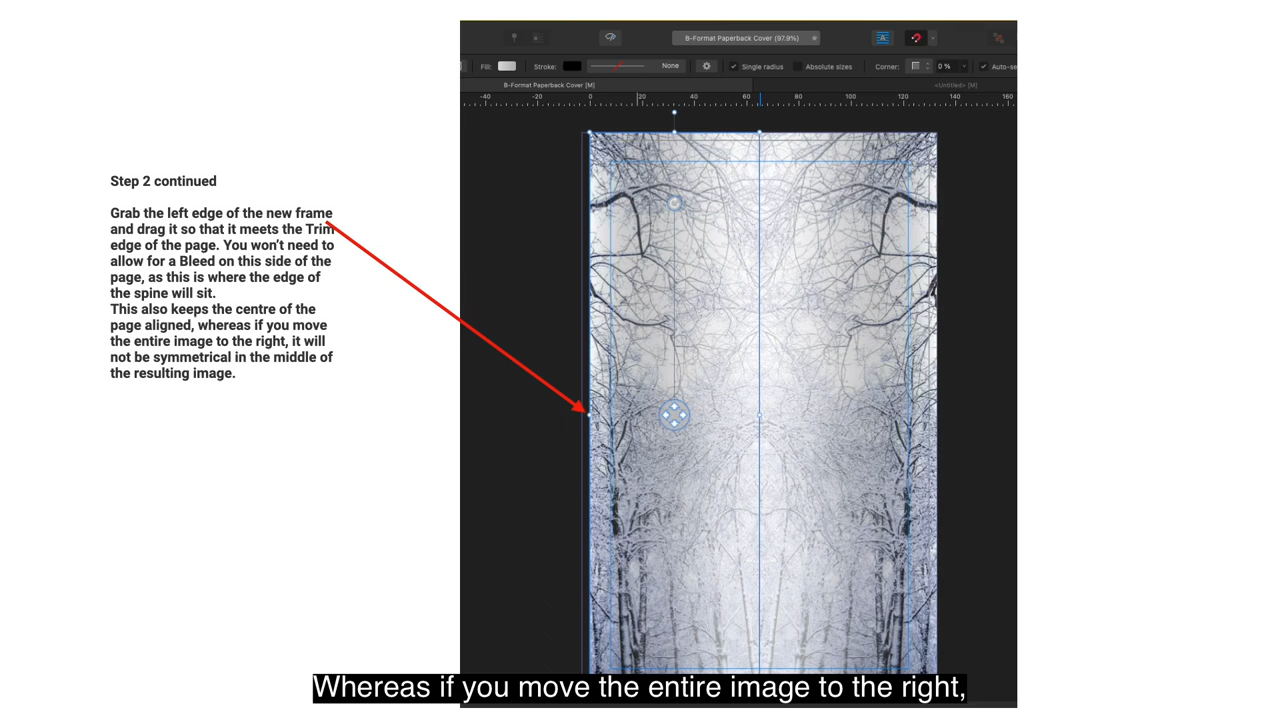 B-Format Paperback Cover (97.9%)
Fill: Stroke: None Single radius Absolute sizes Corner: 0 % Auto-se
B-Format Paperback Cover [M] <Untitled> [M]
-40 -20 0 20 40 60 80 100 120 140 160
Step 2 continued
Grab the left edge of the new frame
and drag it so that it meets the Trim
edge of the page. You won’t need to
allow for a Bleed on this side of the
page, as this is where the edge of
the spine will sit.
This also keeps the centre of the
page aligned, whereas if you move
the entire image to the right, it will
not be symmetrical in the middle of
the resulting image.
Whereas if you move the entire image to the right,